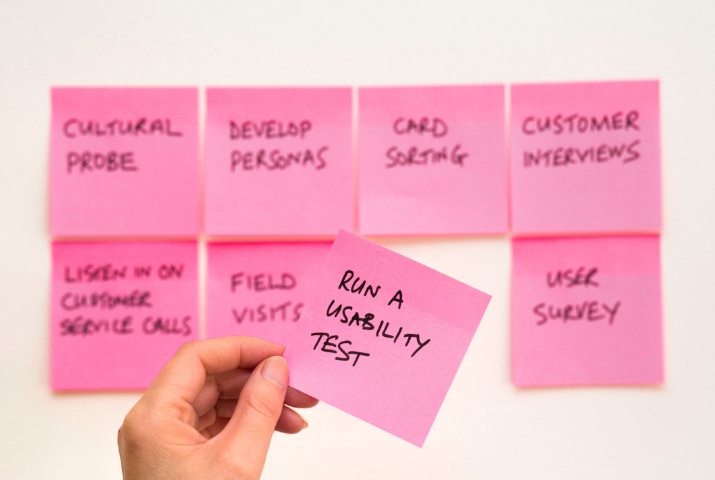 CULTURAL
PROBE
DEVELOP
PERSONAS
CARD
SORTING
CUSTOMER
INTERVIEWS
LISTEN IN ON
CUSTOMER
SERVICE CALLS
FIELD
VISITS
RUN A
USABILITY
TEST
USER
SURVEY